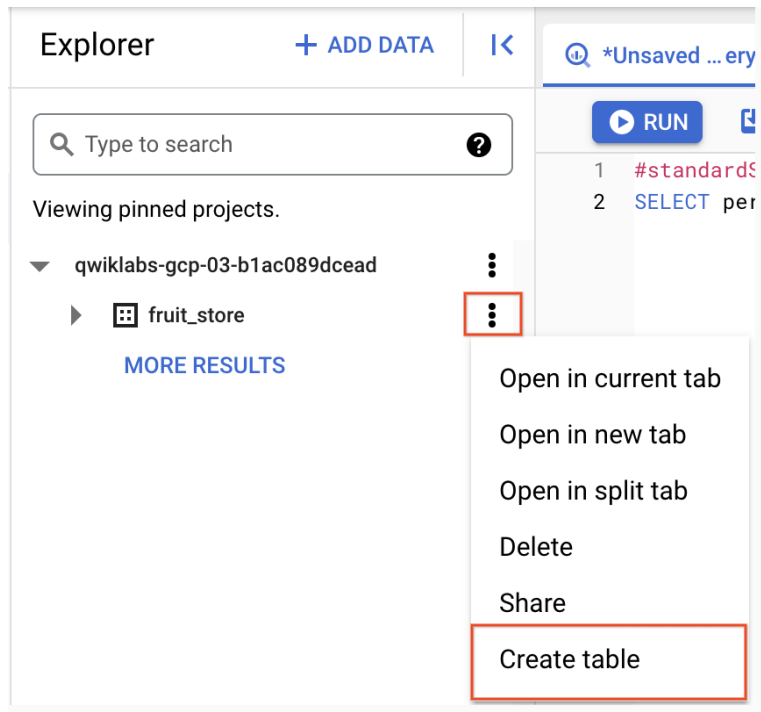 Explorer
+ ADD DATA
*Unsaved ... ery
Type to search
?
RUN
Viewing pinned projects.
1 #standardS
2 SELECT per
qwiklabs-gcp-03-b1ac089dcead
fruit_store
MORE RESULTS
Open in current tab
Open in new tab
Open in split tab
Delete
Share
Create table